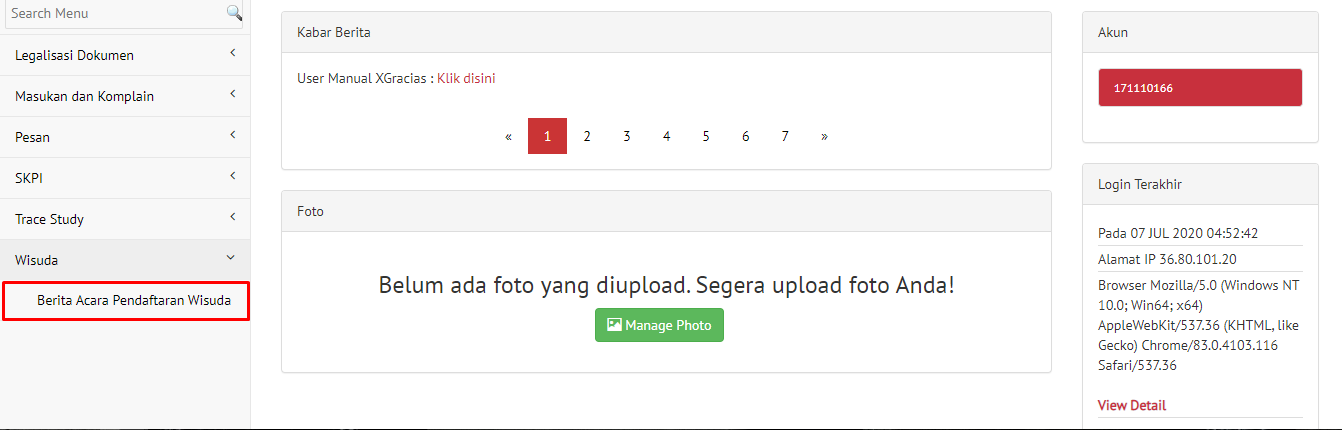 Search Menu
Legalisasi Dokumen
Masukan dan Komplain
Pesan
SKPI
Trace Study
Wisuda
Berita Acara Pendaftaran Wisuda
Kabar Berita
User Manual XGracias : Klik disini
« 1 2 3 4 5 6 7 »
Foto
Belum ada foto yang diupload. Segera upload foto Anda!
Manage Photo
Akun
171110166
Login Terakhir
Pada 07 JUL 2020 04:52:42
Alamat IP 36.80.101.20
Browser Mozilla/5.0 (Windows NT
10.0; Win64; x64)
AppleWebKit/537.36 (KHTML, like
Gecko) Chrome/83.0.4103.116
Safari/537.36
View Detail